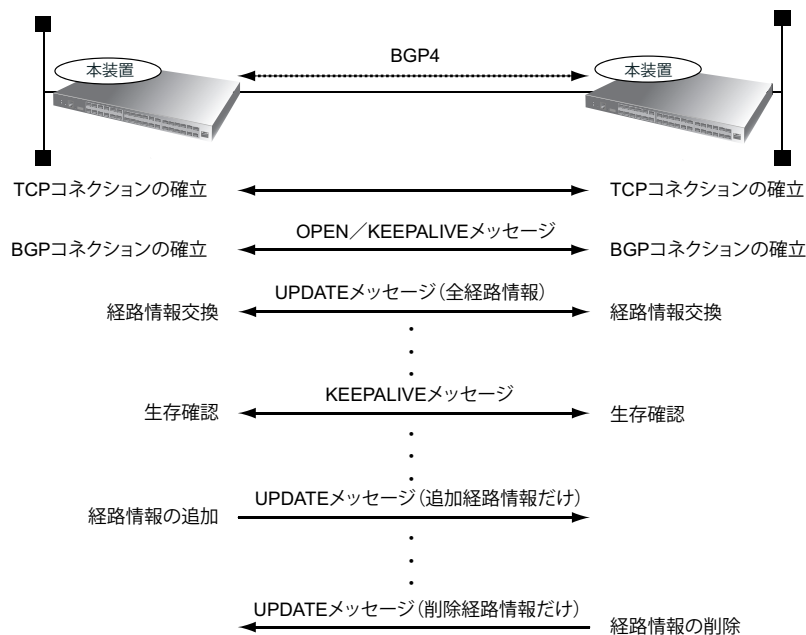 BGP4
本装置
本装置
TCPコネクションの確立
TCPコネクションの確立
OPEN／KEEPALIVEメッセージ
BGPコネクションの確立
BGPコネクションの確立
UPDATEメッセージ（全経路情報）
経路情報交換
経路情報交換
KEEPALIVEメッセージ
生存確認
生存確認
UPDATEメッセージ（追加経路情報だけ）
経路情報の追加
UPDATEメッセージ（削除経路情報だけ）
経路情報の削除